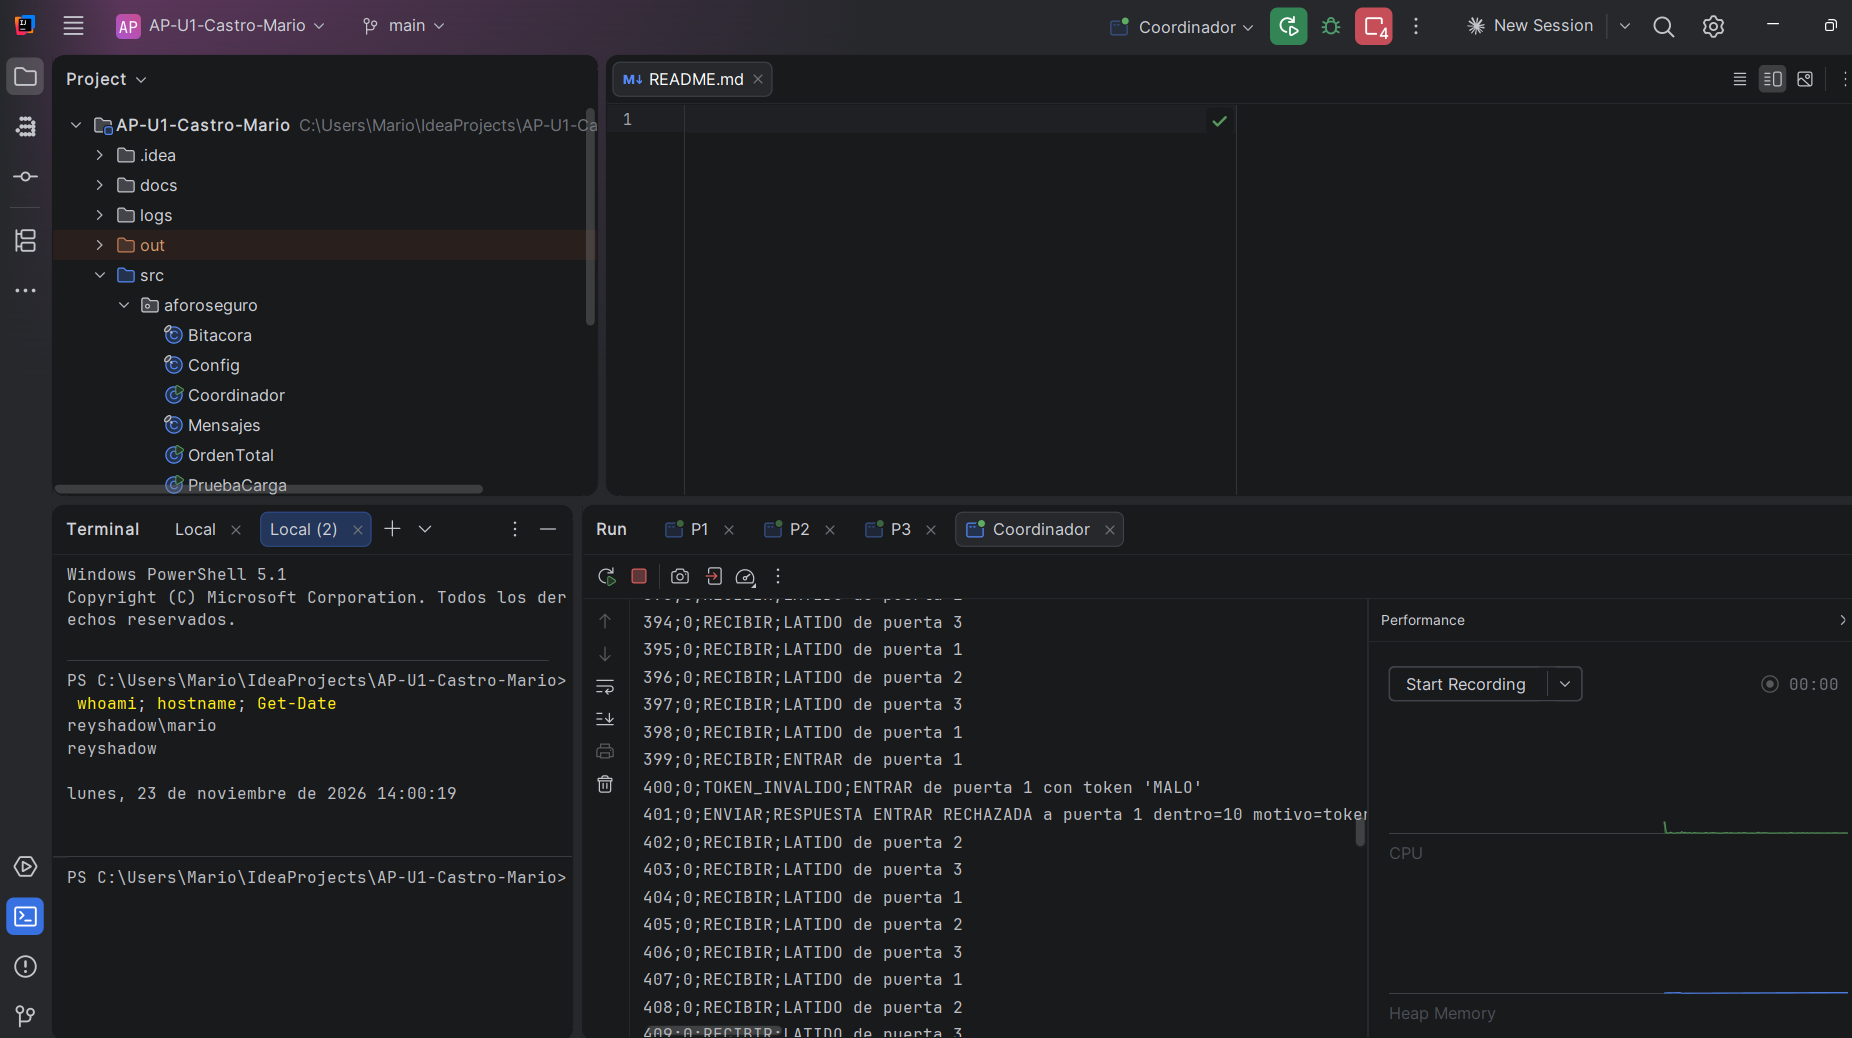 AP AP-U1-Castro-Mario main Coordinador 4 New Session
Project
AP-U1-Castro-Mario C:\Users\Mario\IdeaProjects\AP-U1-Ca
.idea
docs
logs
out
src
aforoseguro
Bitacora
Config
Coordinador
Mensajes
OrdenTotal
PruebaCarga
M↓ README.md
1
Terminal Local Local (2)
Windows PowerShell 5.1
Copyright (C) Microsoft Corporation. Todos los der
echos reservados.
PS C:\Users\Mario\IdeaProjects\AP-U1-Castro-Mario>
whoami; hostname; Get-Date
reyshadow\mario
reyshadow
lunes, 23 de noviembre de 2026 14:00:19
PS C:\Users\Mario\IdeaProjects\AP-U1-Castro-Mario>
Run P1 P2 P3 Coordinador
394;0;RECIBIR;LATIDO de puerta 3
395;0;RECIBIR;LATIDO de puerta 1
396;0;RECIBIR;LATIDO de puerta 2
397;0;RECIBIR;LATIDO de puerta 3
398;0;RECIBIR;LATIDO de puerta 1
399;0;RECIBIR;ENTRAR de puerta 1
400;0;TOKEN_INVALIDO;ENTRAR de puerta 1 con token 'MALO'
401;0;ENVIAR;RESPUESTA ENTRAR RECHAZADA a puerta 1 dentro=10 motivo=token
402;0;RECIBIR;LATIDO de puerta 2
403;0;RECIBIR;LATIDO de puerta 3
404;0;RECIBIR;LATIDO de puerta 1
405;0;RECIBIR;LATIDO de puerta 2
406;0;RECIBIR;LATIDO de puerta 3
407;0;RECIBIR;LATIDO de puerta 1
408;0;RECIBIR;LATIDO de puerta 2
409;0;RECIBIR;LATIDO de puerta 3
Performance
Start Recording 00:00
CPU
Heap Memory